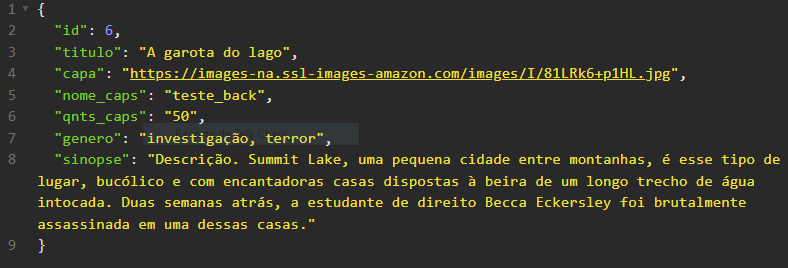 1 {
2 "id": 6,
3 "titulo": "A garota do lago",
4 "capa": "https://images-na.ssl-images-amazon.com/images/I/81LRk6+p1HL.jpg",
5 "nome_caps": "teste_back",
6 "qnts_caps": "50",
7 "genero": "investigação, terror",
8 "sinopse": "Descrição. Summit Lake, uma pequena cidade entre montanhas, é esse tipo de
lugar, bucólico e com encantadoras casas dispostas à beira de um longo trecho de água
intocada. Duas semanas atrás, a estudante de direito Becca Eckersley foi brutalmente
assassinada em uma dessas casas."
9 }